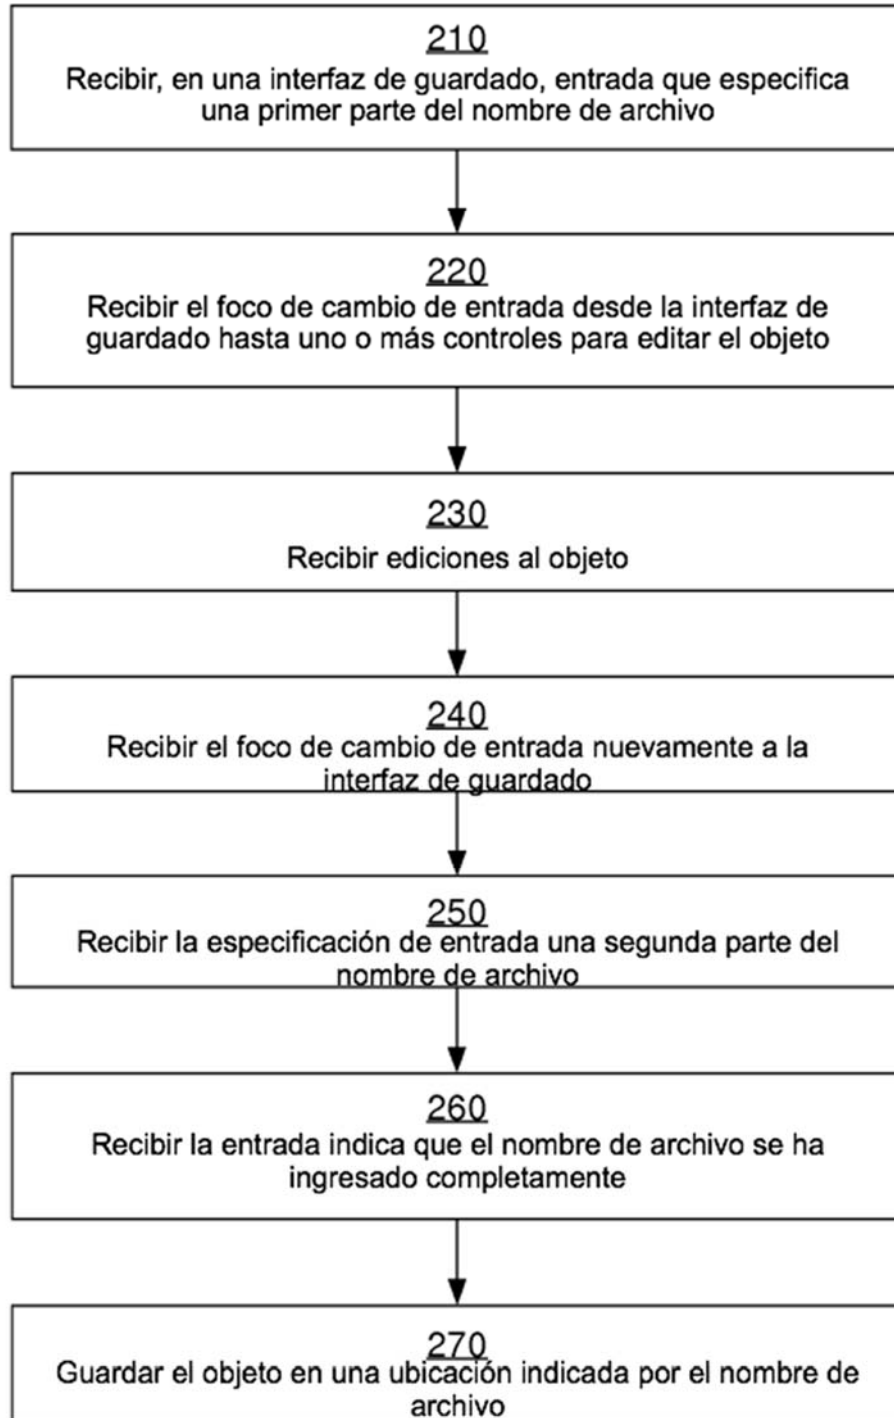 210
Recibir, en una interfaz de guardado, entrada que especifica
una primer parte del nombre de archivo
220
Recibir el foco de cambio de entrada desde la interfaz de
guardado hasta uno o más controles para editar el objeto
230
Recibir ediciones al objeto
240
Recibir el foco de cambio de entrada nuevamente a la
interfaz de guardado
250
Recibir la especificación de entrada una segunda parte del
nombre de archivo
260
Recibir la entrada indica que el nombre de archivo se ha
ingresado completamente
270
Guardar el objeto en una ubicación indicada por el nombre de
archivo